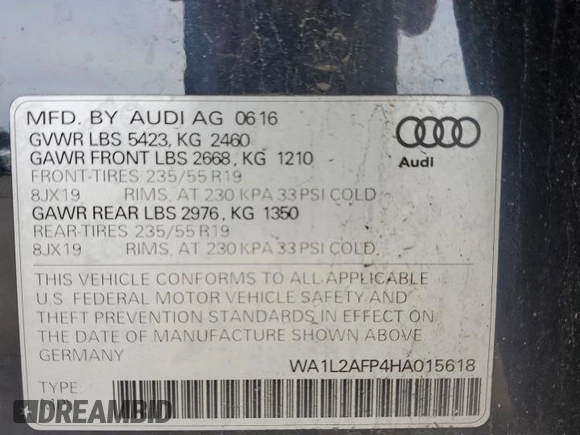 MFD. BY AUDI AG 0616
GVWR LBS 5423, KG 2460
GAWR FRONT LBS 2668, KG 1210
FRONT-TIRES 235/55 R19
8JX19 RIMS, AT 230 KPA 33 PSI COLD
GAWR REAR LBS 2976, KG 1350
REAR-TIRES 235/55 R19
8JX19 RIMS, AT 230 KPA 33 PSI COLD
Audi
THIS VEHICLE CONFORMS TO ALL APPLICABLE
U.S. FEDERAL MOTOR VEHICLE SAFETY AND
THEFT PREVENTION STANDARDS IN EFFECT ON
THE DATE OF MANUFACTURE SHOWN ABOVE
GERMANY
WA1L2AFP4HA015618
TYPE:
DREAMBID